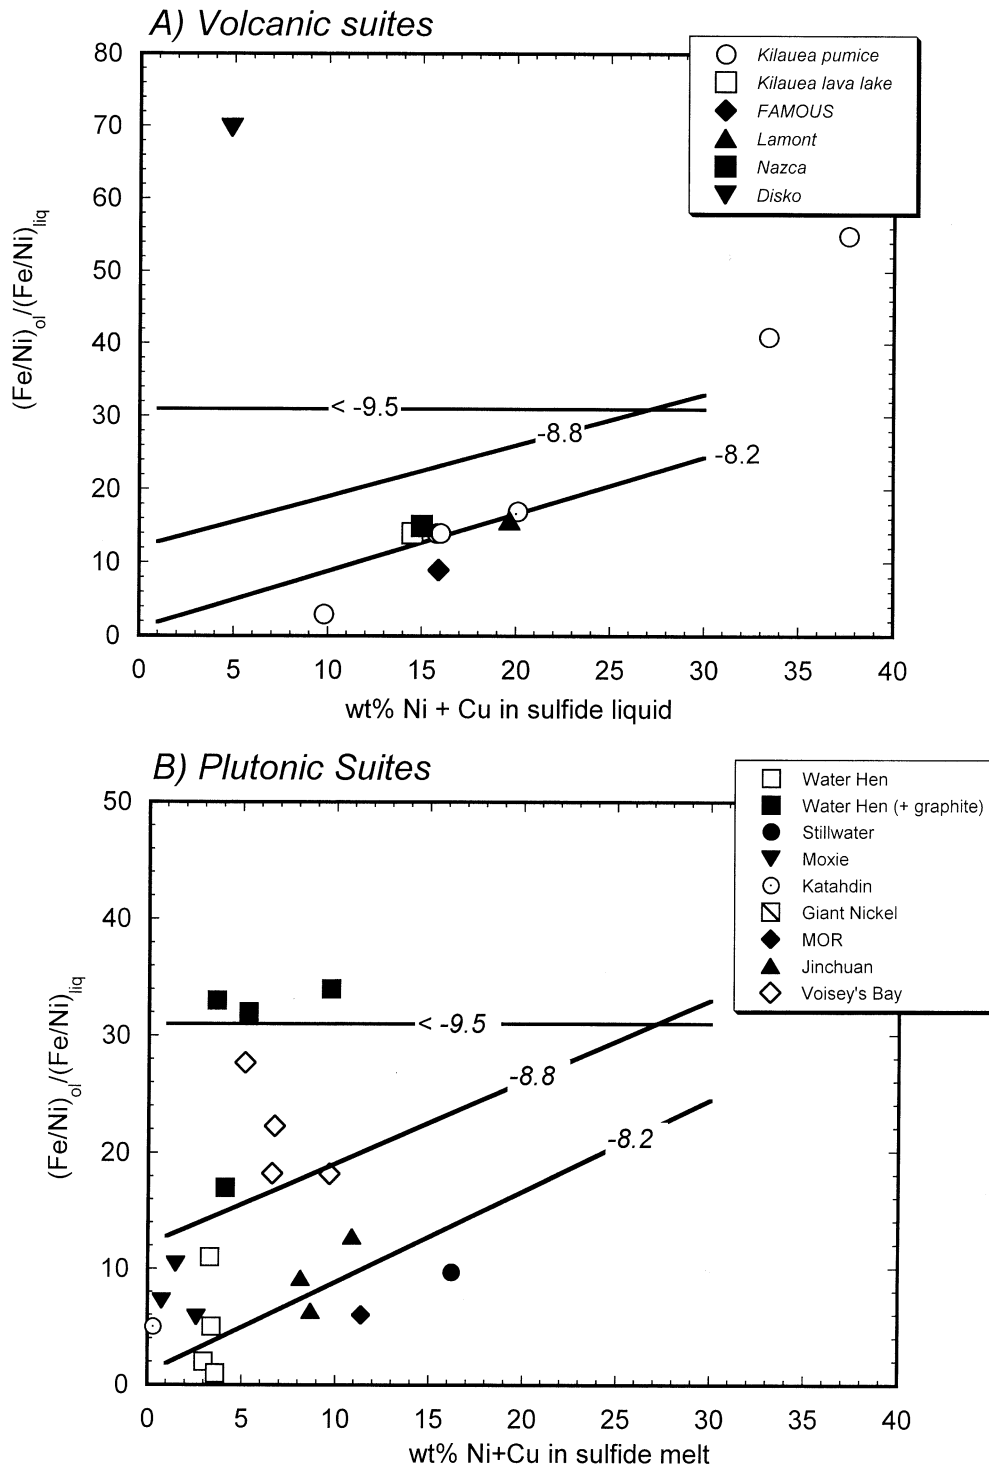 A) Volcanic suites
80
70
60
50
40
30
20
10
0
(Fe/Ni)ol/(Fe/Ni)liq
Kilauea pumice
Kilauea lava lake
FAMOUS
Lamont
Nazca
Disko
< -9.5
-8.8
-8.2
0 5 10 15 20 25 30 35 40
wt% Ni + Cu in sulfide liquid
B) Plutonic Suites
50
40
30
20
10
0
(Fe/Ni)ol/(Fe/Ni)liq
Water Hen
Water Hen (+ graphite)
Stillwater
Moxie
Katahdin
Giant Nickel
MOR
Jinchuan
Voisey's Bay
< -9.5
-8.8
-8.2
0 5 10 15 20 25 30 35 40
wt% Ni+Cu in sulfide melt